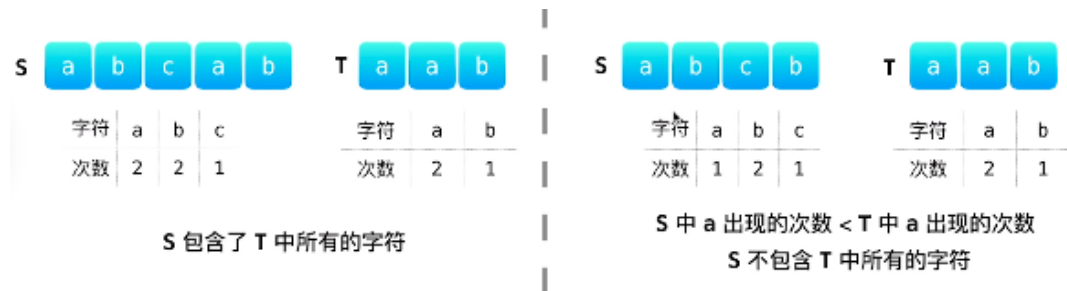 S a b c a b T a a b
字符 a b c 字符 a b
次数 2 2 1 次数 2 1
S 包含了 T 中所有的字符
S a b c b T a a b
字符 a b c 字符 a b
次数 1 2 1 次数 2 1
S 中 a 出现的次数 < T 中 a 出现的次数
S 不包含 T 中所有的字符